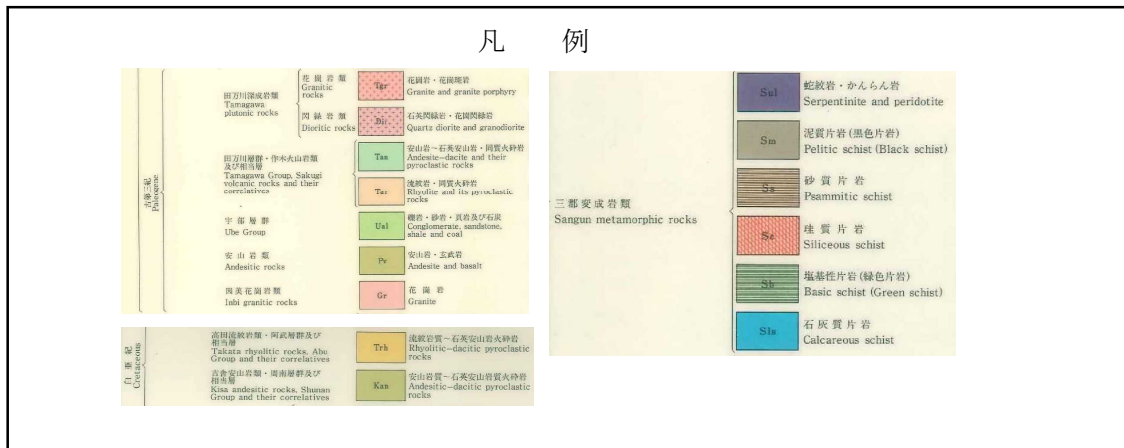 凡 例
古第三紀
Paleogene
田万川深成岩類
Tamagawa
plutonic rocks
花崗岩類
Granitic
rocks
Tgr
花崗岩・花崗斑岩
Granite and granite porphyry
閃緑岩類
Dioritic rocks
Di
石英閃緑岩・花崗閃緑岩
Quartz diorite and granodiorite
田万川層群・作木火山岩類
及び相当層
Tamagawa Group, Sakugi
volcanic rocks and their
correlatives
Tan
安山岩~石英安山岩・同質火砕岩
Andesite-dacite and their
pyroclastic rocks
Tar
流紋岩・同質火砕岩
Rhyolite and its pyroclastic
rocks
宇部層群
Ube Group
Usl
礫岩・砂岩・頁岩及び石炭
Conglomerate, sandstone,
shale and coal
安山岩類
Andesitic rocks
Pv
安山岩・玄武岩
Andesite and basalt
因美花崗岩類
Inbi granitic rocks
Gr
花崗岩
Granite
白亜紀
Cretaceous
高田流紋岩類・阿武層群及び
相当層
Takata rhyolitic rocks, Abu
Group and their correlatives
Trh
流紋岩質~石英安山岩火砕岩
Rhyolitic-dacitic pyroclastic
rocks
吉舎安山岩類・周南層群及び
相当層
Kisa andesitic rocks, Shunan
Group and their correlatives
Kan
安山岩質~石英安山岩質火砕岩
Andesitic-dacitic pyroclastic
rocks
三郡変成岩類
Sangun metamorphic rocks
Sul
蛇紋岩・かんらん岩
Serpentinite and peridotite
Sm
泥質片岩(黒色片岩)
Pelitic schist (Black schist)
Ss
砂質片岩
Psammitic schist
Sc
珪質片岩
Siliceous schist
Sb
塩基性片岩(緑色片岩)
Basic schist (Green schist)
Sls
石灰質片岩
Calcareous schist